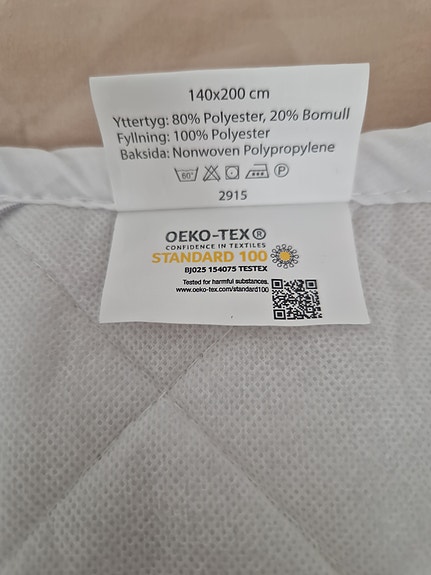 140x200 cm
Yttertyg: 80% Polyester, 20% Bomull
Fyllning: 100% Polyester
Baksida: Nonwoven Polypropylene
60° P
2915
OEKO-TEX®
CONFIDENCE IN TEXTILES
STANDARD 100
BJ025 154075 TESTEX
Tested for harmful substances.
www.oeko-tex.com/standard100